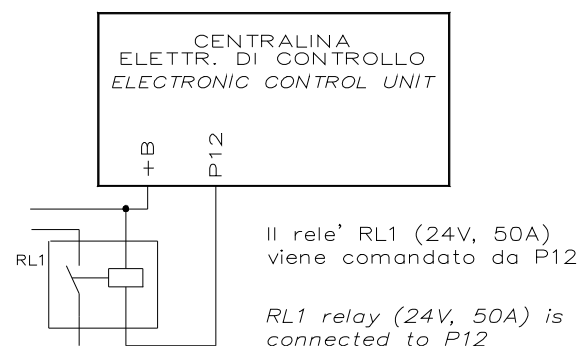 CENTRALINA
ELETTR. DI CONTROLLO
ELECTRONIC CONTROL UNIT
+B
P12
RL1
Il rele' RL1 (24V, 50A)
viene comandato da P12
RL1 relay (24V, 50A) is
connected to P12